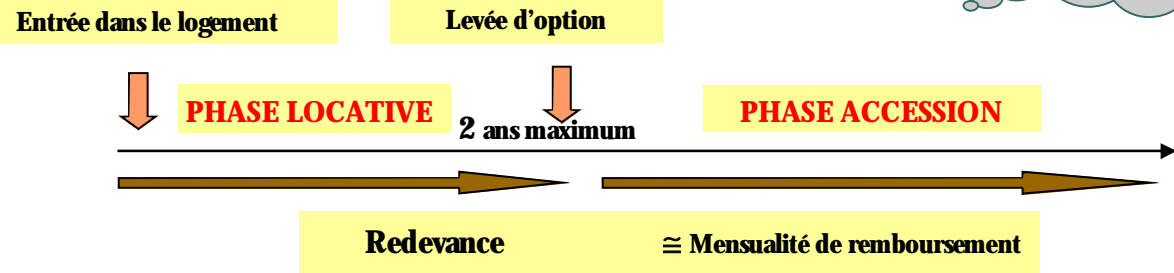 Entrée dans le logement
Levée d'option
PHASE LOCATIVE
2 ans maximum
PHASE ACCESSION
Redevance
≅ Mensualité de remboursement